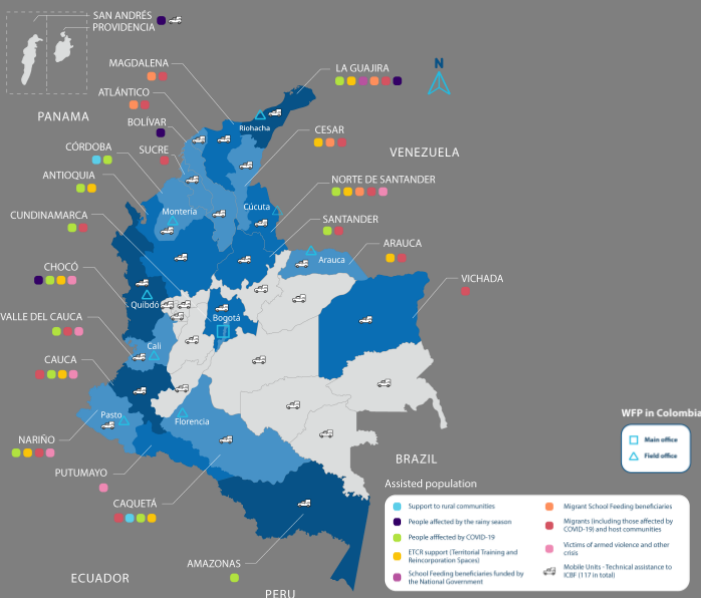 SAN ANDRÉS
PROVIDENCIA
MAGDALENA
LA GUAJIRA
N
ATLÁNTICO
PANAMA
BOLÍVAR
Riohacha
CESAR
CÓRDOBA
SUCRE
VENEZUELA
ANTIOQUIA
NORTE DE SANTANDER
Montería
Cúcuta
CUNDINAMARCA
SANTANDER
ARAUCA
Arauca
CHOCÓ
VICHADA
Quibdó
VALLE DEL CAUCA
Bogotá
Cali
CAUCA
Pasto
Florencia
WFP in Colombia
Main office
Field office
NARIÑO
BRAZIL
PUTUMAYO
CAQUETÁ
Assisted population
Support to rural communities
People affected by the rainy season
People afffected by COVID-19
ETCR support (Territorial Training and
Reincorporation Spaces)
School Feeding beneficiaries funded by
the National Government
Migrant School Feeding beneficiaries
Migrants (including those affected by
COVID-19) and host communities
Victims of armed violence and other
crisis
Mobile Units - Technical assistance to
ICBF (117 in total)
AMAZONAS
ECUADOR
PERU